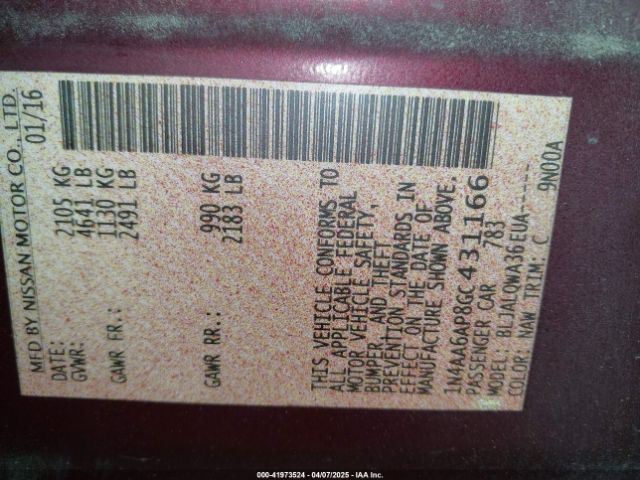 MFD BY NISSAN MOTOR CO., LTD.
DATE: 01/16
GVWR: 2105 KG
4641 LB
GAWR FR.: 1130 KG
2491 LB
GAWR RR.: 990 KG
2183 LB
THIS VEHICLE CONFORMS TO
ALL APPLICABLE FEDERAL
MOTOR VEHICLE SAFETY,
BUMPER AND THEFT
PREVENTION STANDARDS IN
EFFECT ON THE DATE OF
MANUFACTURE SHOWN ABOVE.
1N4AA6AP8GC431166
PASSENGER CAR 783
MODEL: BLJALQWA36EUA-----
COLOR: NAW TRIM: C 9N00A
000-41973524 - 04/07/2025 - IAA Inc.